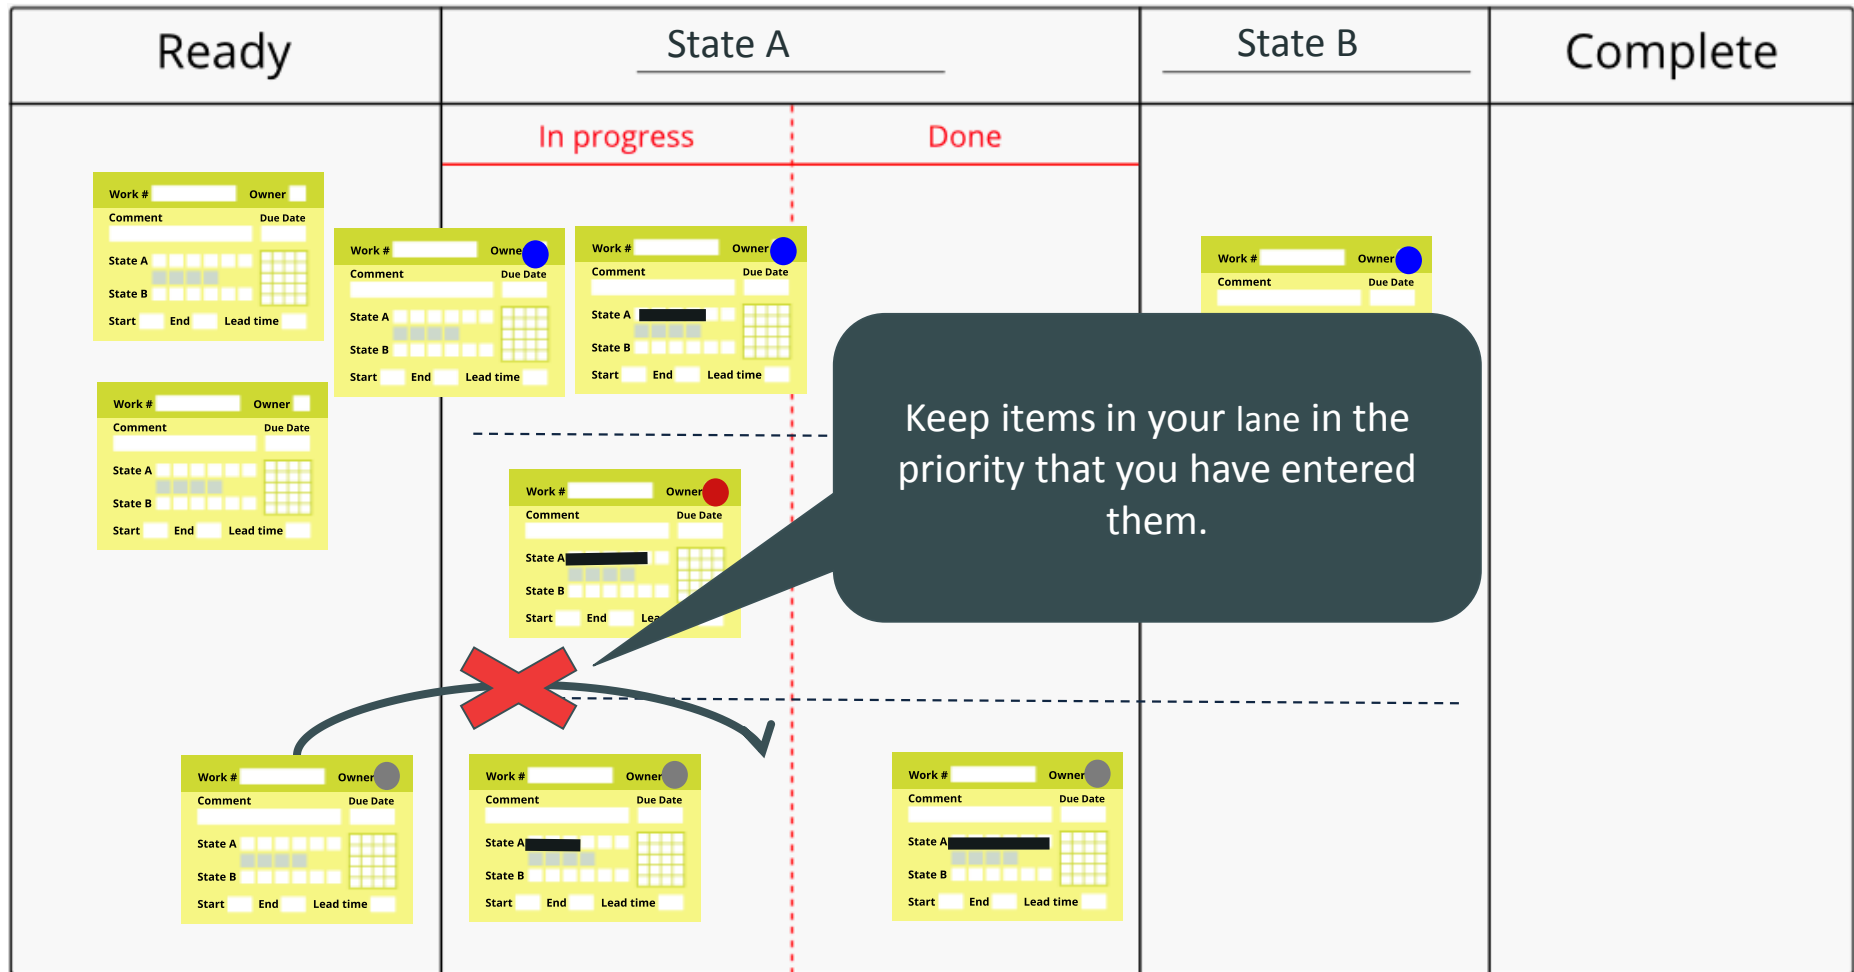 Ready
State A
State B
Complete
In progress
Done
Work # Owner
Comment Due Date
State A
State B
Start End Lead time
Work # Owne
Comment Due Date
State A
State B
Start End Lead time
Work # Owner
Comment Due Date
State A
State B
Start End Lead time
Work # Owner
Comment Due Date
Work # Owner
Comment Due Date
State A
State B
Start End Lead time
Keep items in your lane in the
priority that you have entered
them.
Work # Owner
Comment Due Date
State A
State B
Start End
Work # Owner
Comment Due Date
State A
State B
Start End Lead time
Work # Owner
Comment Due Date
State A
State B
Start End Lead time
Work # Owner
Comment Due Date
State A
State B
Start End Lead time